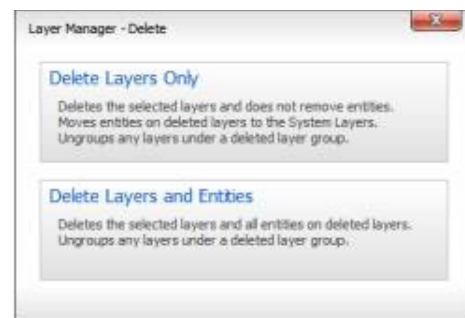 Layer Manager - Delete
Delete Layers Only
Deletes the selected layers and does not remove entities.
Moves entities on deleted layers to the System Layers.
Ungroups any layers under a deleted layer group.
Delete Layers and Entities
Deletes the selected layers and all entities on deleted layers.
Ungroups any layers under a deleted layer group.